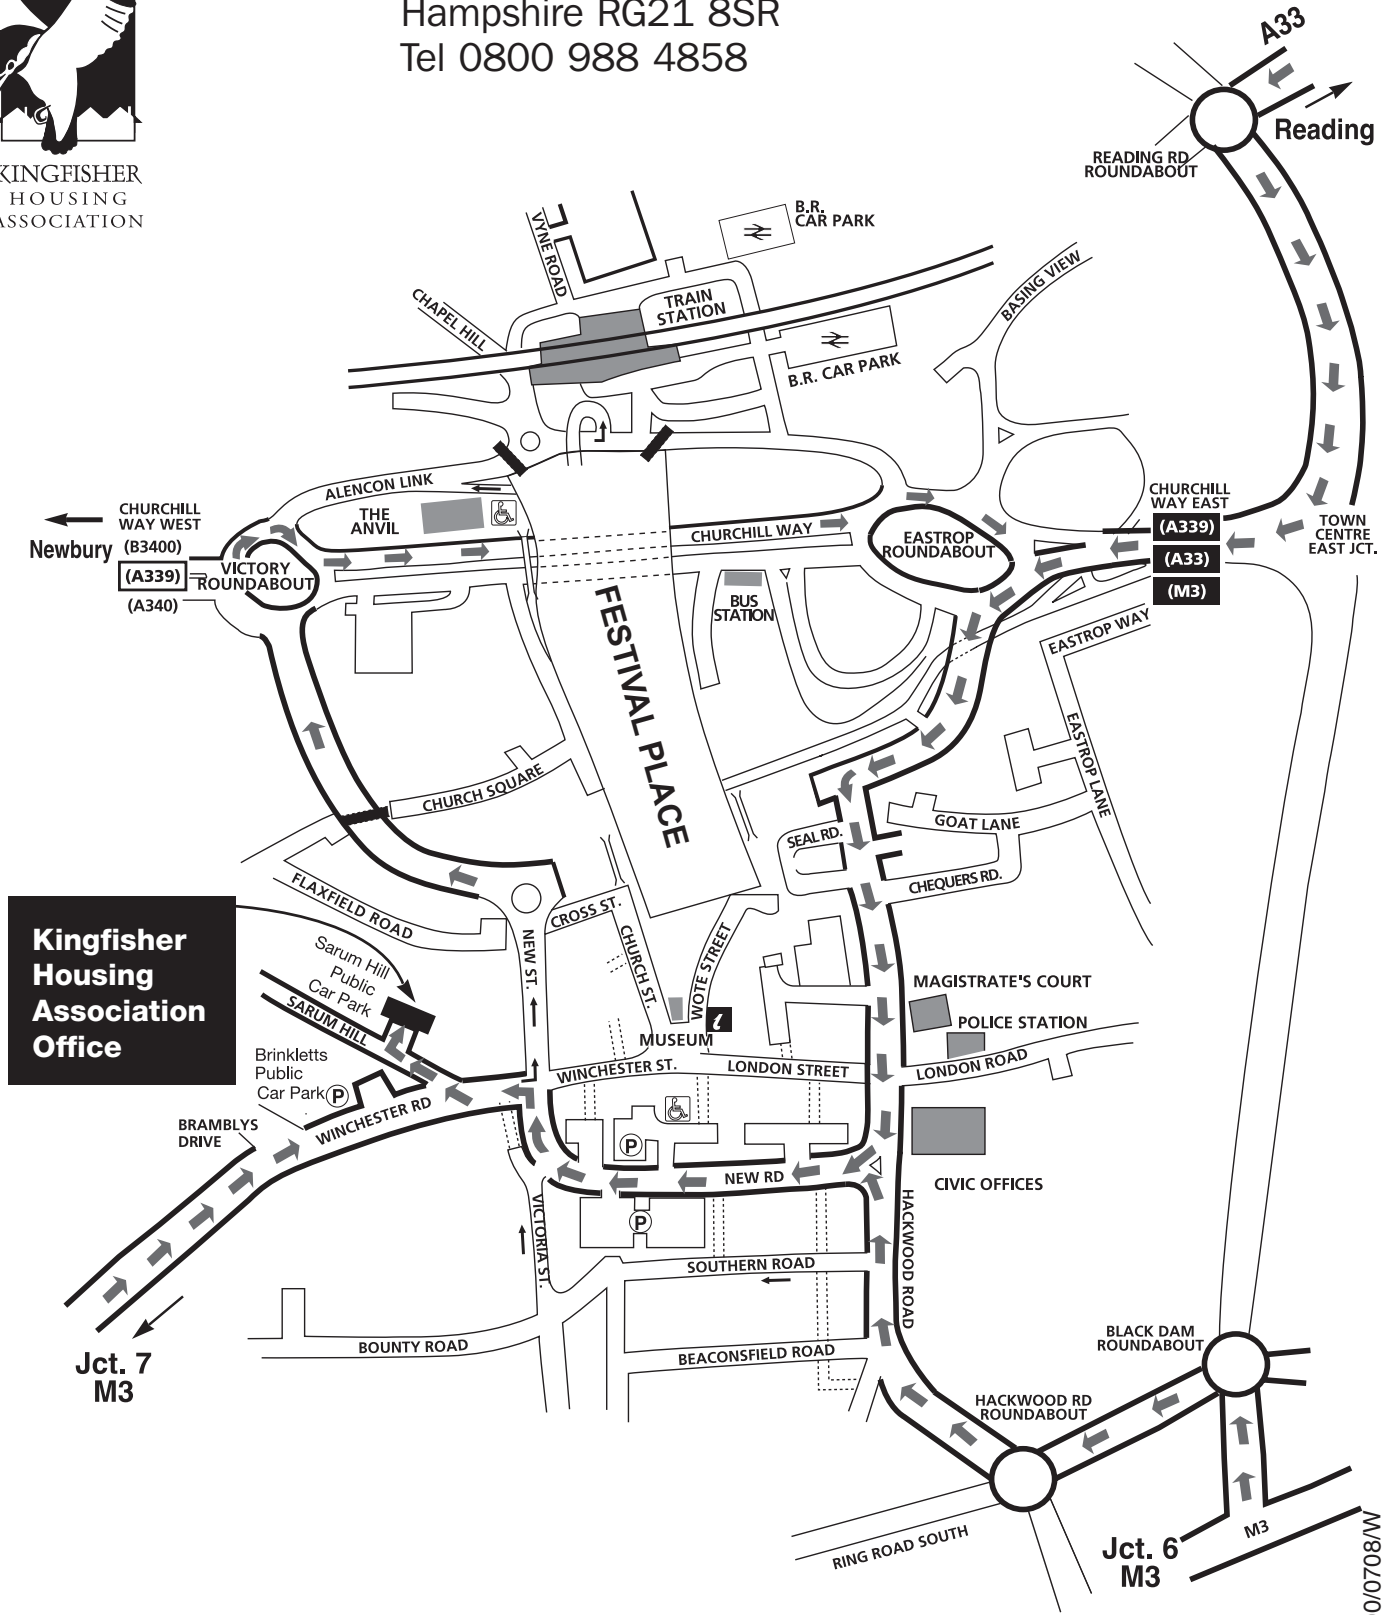 Hampshire RG21 8SR
Tel 0800 988 4858
KINGFISHER
HOUSING
ASSOCIATION
A33
Reading
READING RD
ROUNDABOUT
B.R.
CAR PARK
VYNE ROAD
TRAIN
STATION
CHAPEL HILL
BASING VIEW
B.R. CAR PARK
ALENCON LINK
THE
ANVIL
CHURCHILL
WAY WEST
Newbury
(B3400)
(A339)
(A340)
VICTORY
ROUNDABOUT
CHURCHILL WAY
EASTROP
ROUNDABOUT
CHURCHILL
WAY EAST
(A339)
(A33)
(M3)
TOWN
CENTRE
EAST JCT.
BUS
STATION
FESTIVAL PLACE
EASTROP WAY
EASTROP LANE
CHURCH SQUARE
GOAT LANE
SEAL RD.
CHEQUERS RD.
FLAXFIELD ROAD
CROSS ST.
NEW ST.
CHURCH ST.
WOTE STREET
Kingfisher
Housing
Association
Office
Sarum Hill
Public
Car Park
SARUM HILL
MAGISTRATE'S COURT
POLICE STATION
i
MUSEUM
LONDON ROAD
WINCHESTER ST.
LONDON STREET
Brinkletts
Public
Car Park P
WINCHESTER RD
BRAMBLYS
DRIVE
P
NEW RD
CIVIC OFFICES
P
VICTORIA ST.
HACKWOOD ROAD
SOUTHERN ROAD
BOUNTY ROAD
BEACONSFIELD ROAD
Jct. 7
M3
BLACK DAM
ROUNDABOUT
HACKWOOD RD
ROUNDABOUT
RING ROAD SOUTH
Jct. 6
M3
M3
0/0708/W